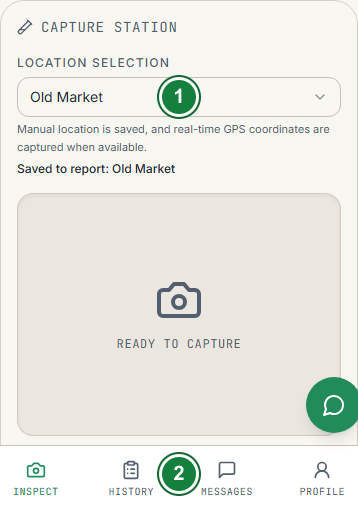 CAPTURE STATION
LOCATION SELECTION
Old Market
1
Manual location is saved, and real-time GPS coordinates are
captured when available.
Saved to report: Old Market
READY TO CAPTURE
2
INSPECT HISTORY MESSAGES PROFILE